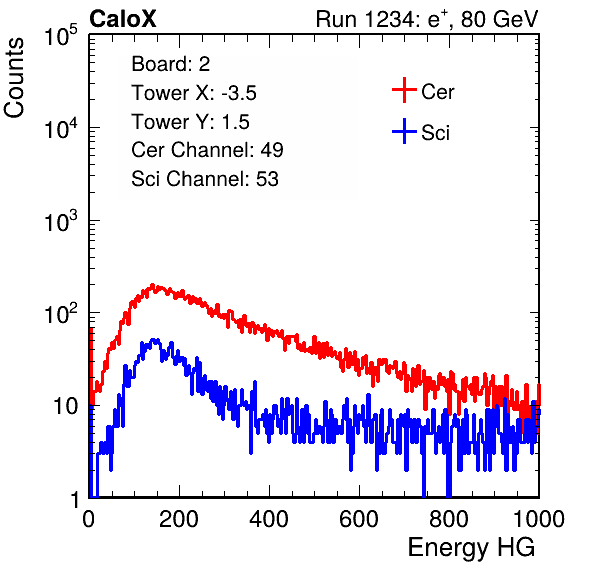 CaloX Run 1234: e+, 80 GeV
Counts
Board: 2
Tower X: -3.5
Tower Y: 1.5
Cer Channel: 49
Sci Channel: 53
Cer
Sci
10^5
10^4
10^3
10^2
10
1
0 200 400 600 800 1000
Energy HG